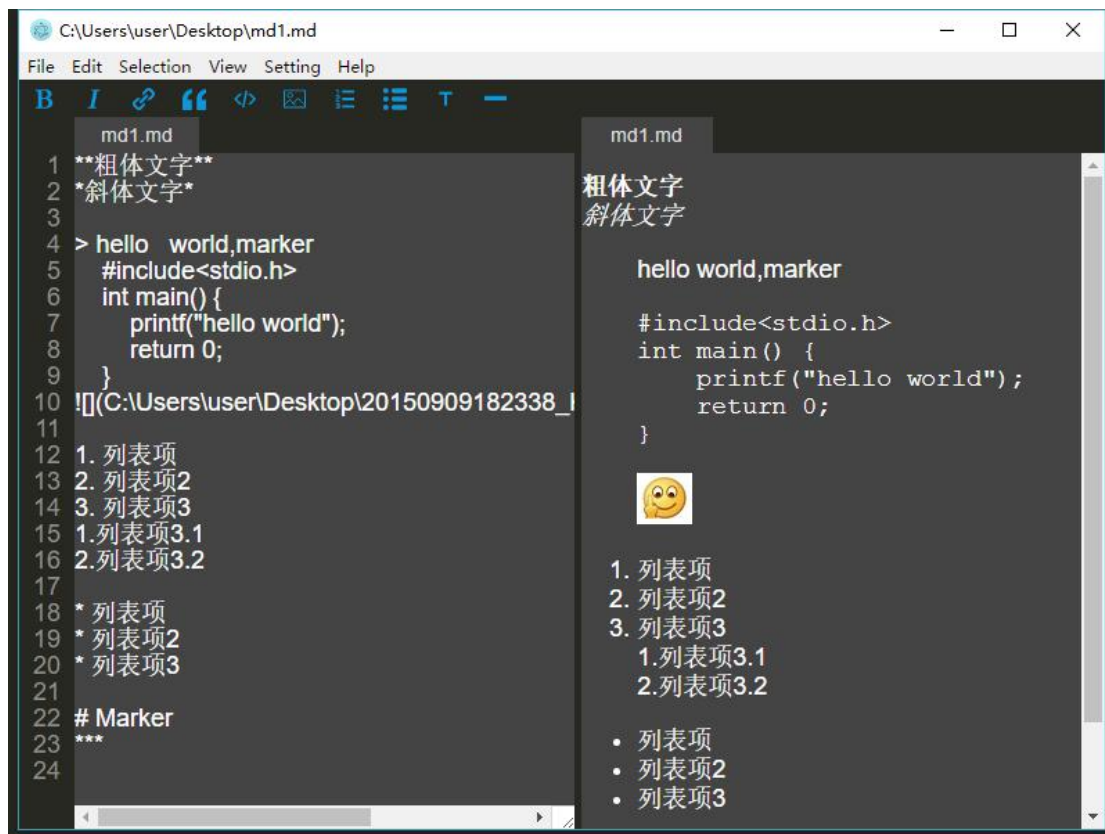 C:\Users\user\Desktop\md1.md
File Edit Selection View Setting Help
B I T
md1.md
1 **粗体文字**
2 *斜体文字*
3
4 > hello   world,marker
5     #include<stdio.h>
6     int main() {
7         printf("hello world");
8         return 0;
9     }
10 ![](C:\Users\user\Desktop\20150909182338_
11
12 1. 列表项
13 2. 列表项2
14 3. 列表项3
15 1.列表项3.1
16 2.列表项3.2
17
18 * 列表项
19 * 列表项2
20 * 列表项3
21
22 # Marker
23 ***
24
md1.md
粗体文字
斜体文字
hello world,marker
#include<stdio.h>
int main() {
    printf("hello world");
    return 0;
}
1. 列表项
2. 列表项2
3. 列表项3
1.列表项3.1
2.列表项3.2
• 列表项
• 列表项2
• 列表项3